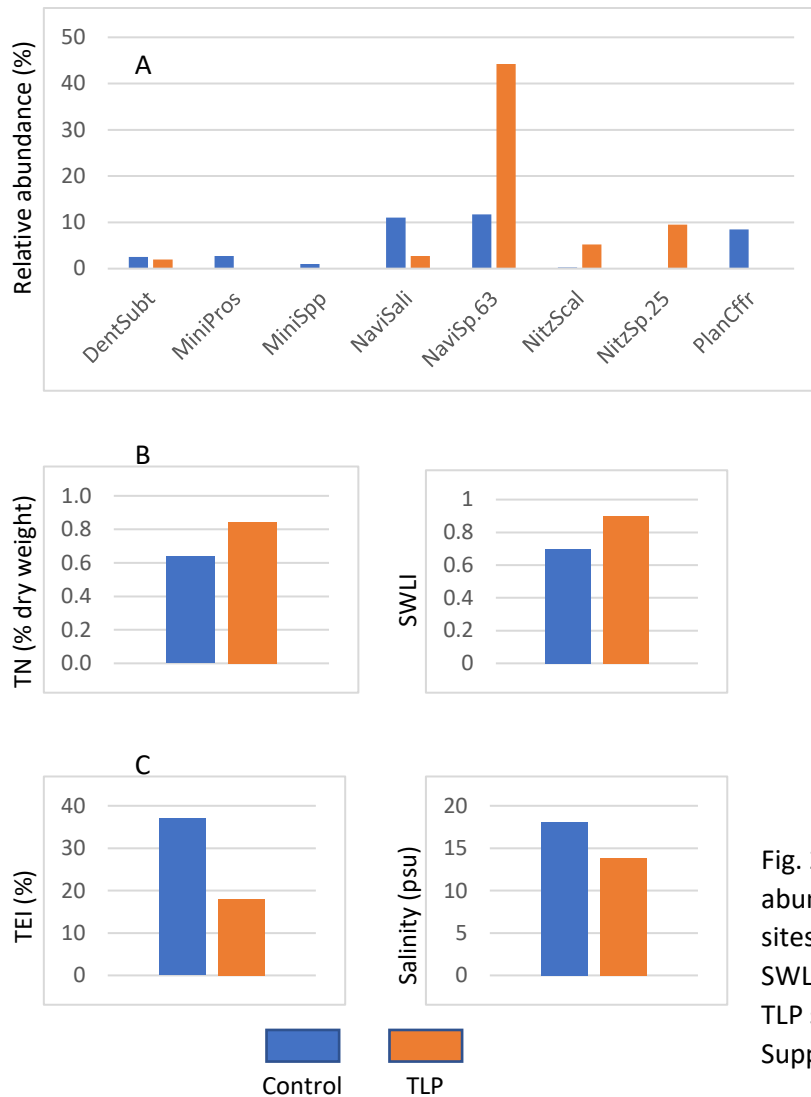 A
Relative abundance (%)
50
40
30
20
10
0
DentSubt
MiniPros
MiniSpp
NaviSali
NaviSp.63
NitzScal
NitzSp.25
PlanCffr
B
TN (% dry weight)
1.0
0.8
0.6
0.4
0.2
0.0
SWLI
1
0.8
0.6
0.4
0.2
0
C
TEI (%)
40
30
20
10
0
Salinity (psu)
20
15
10
5
0
Control
TLP
Fig.
abun
sites
SWL
TLP
Supp